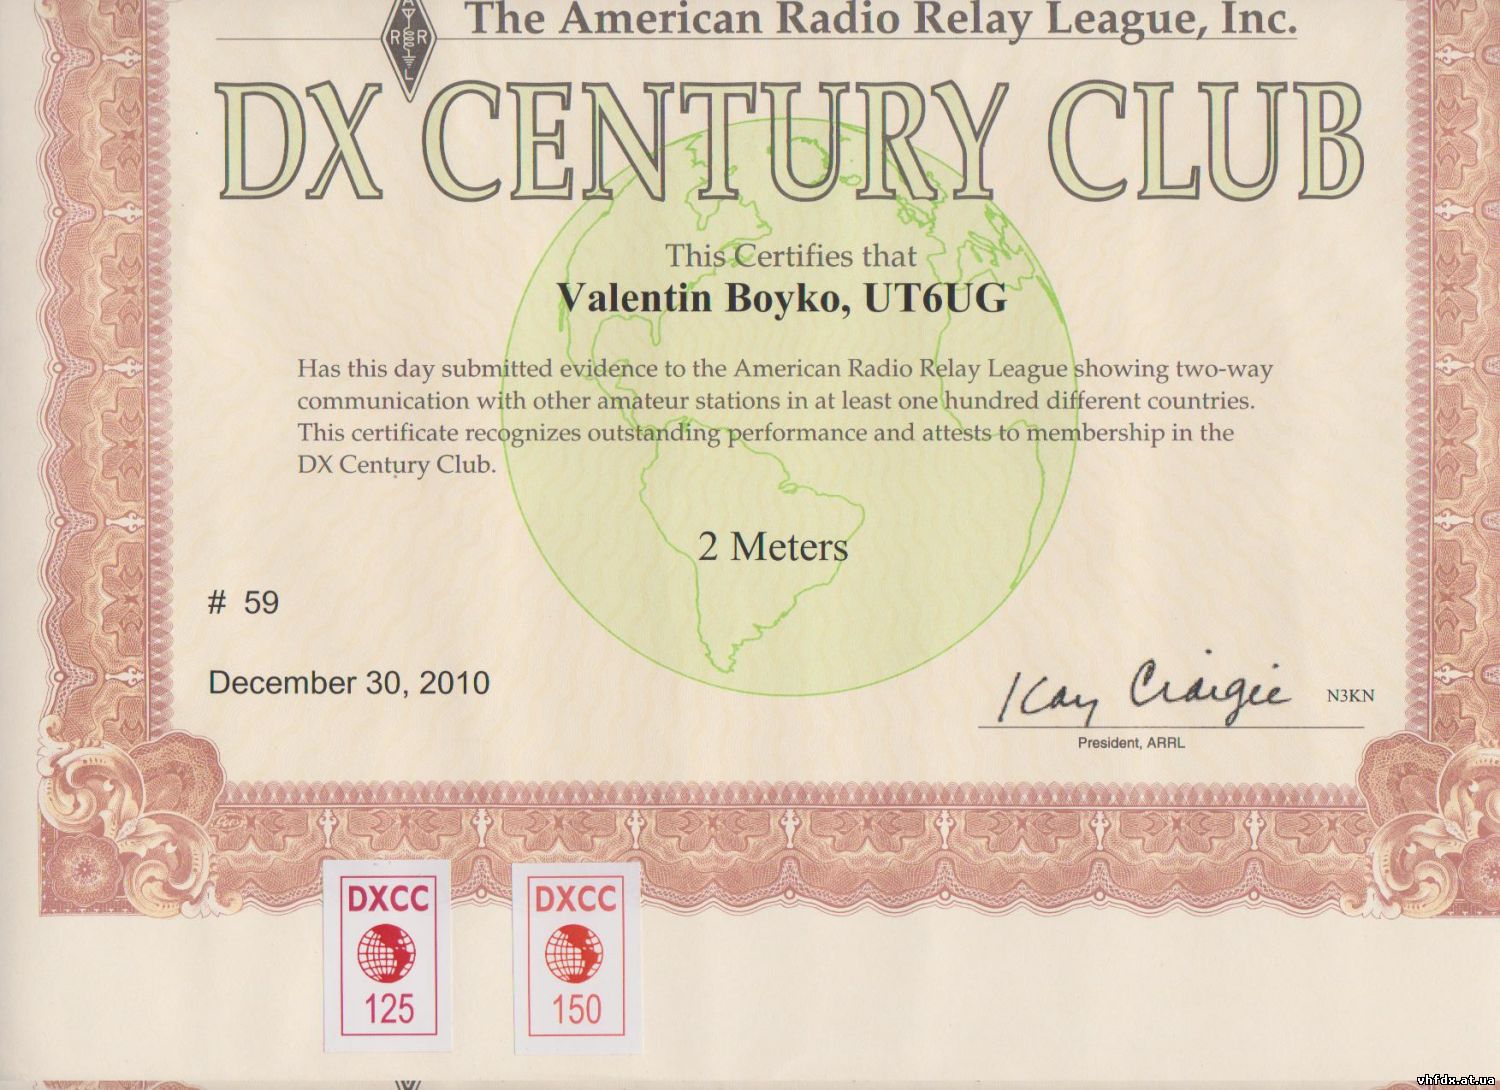 The American Radio Relay League, Inc.
A
R R
L
DX CENTURY CLUB
This Certifies that
Valentin Boyko, UT6UG
Has this day submitted evidence to the American Radio Relay League showing two-way
communication with other amateur stations in at least one hundred different countries.
This certificate recognizes outstanding performance and attests to membership in the
DX Century Club.
2 Meters
# 59
December 30, 2010
Kay Craigie N3KN
President, ARRL
DXCC
125
DXCC
150
vhfdx.at.ua